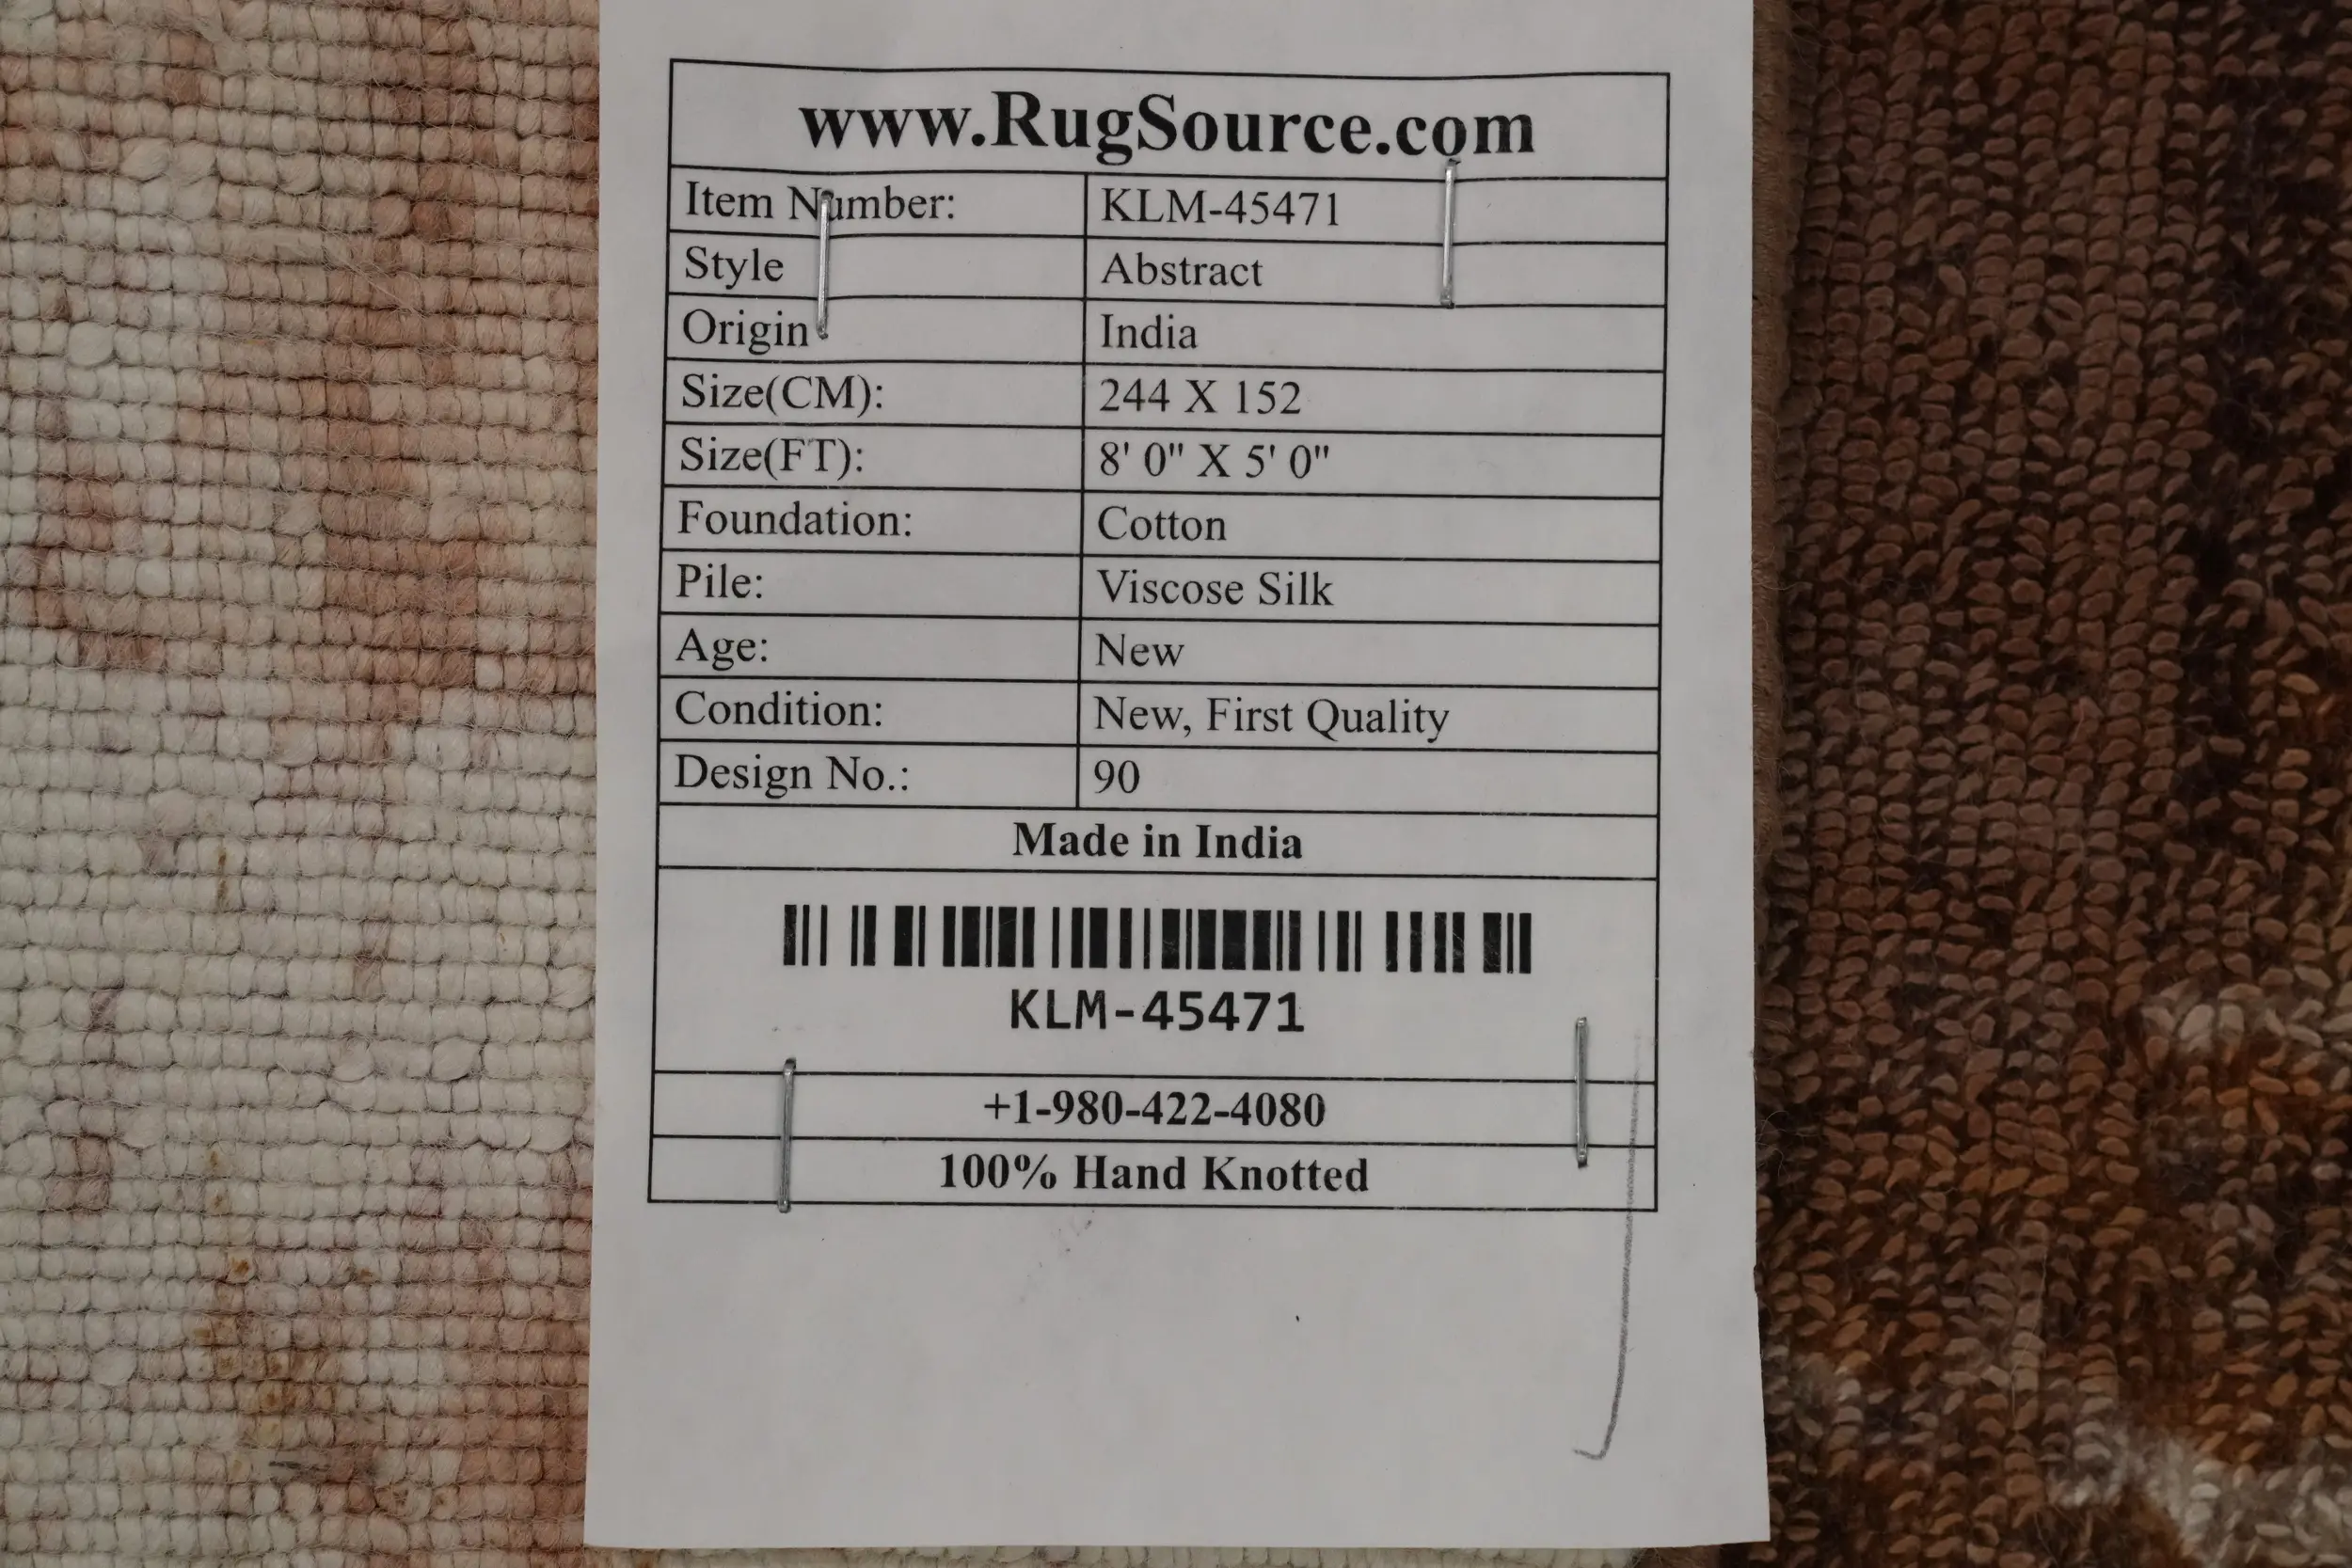 www.RugSource.com
Item Number: KLM-45471
Style Abstract
Origin India
Size(CM): 244 X 152
Size(FT): 8' 0" X 5' 0"
Foundation: Cotton
Pile: Viscose Silk
Age: New
Condition: New, First Quality
Design No.: 90
Made in India
KLM-45471
+1-980-422-4080
100% Hand Knotted